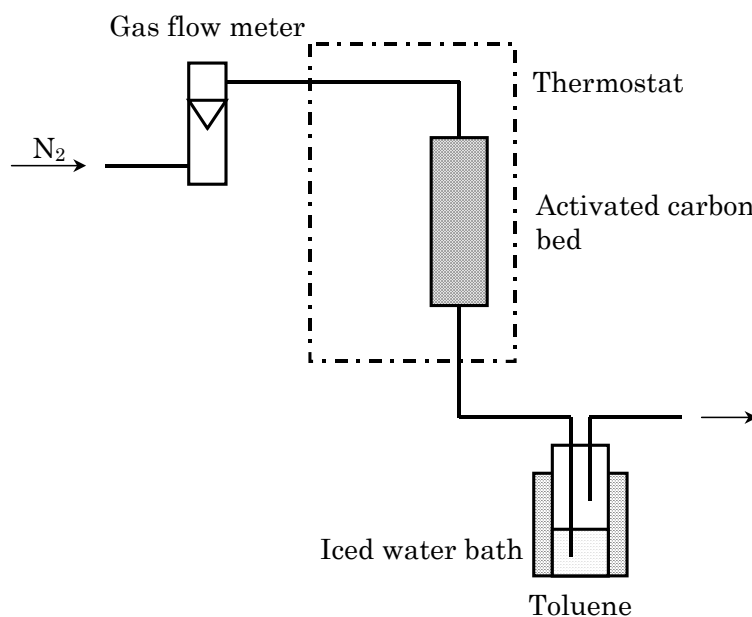 Gas flow meter
Thermostat
N₂
Activated carbon
bed
Iced water bath
Toluene